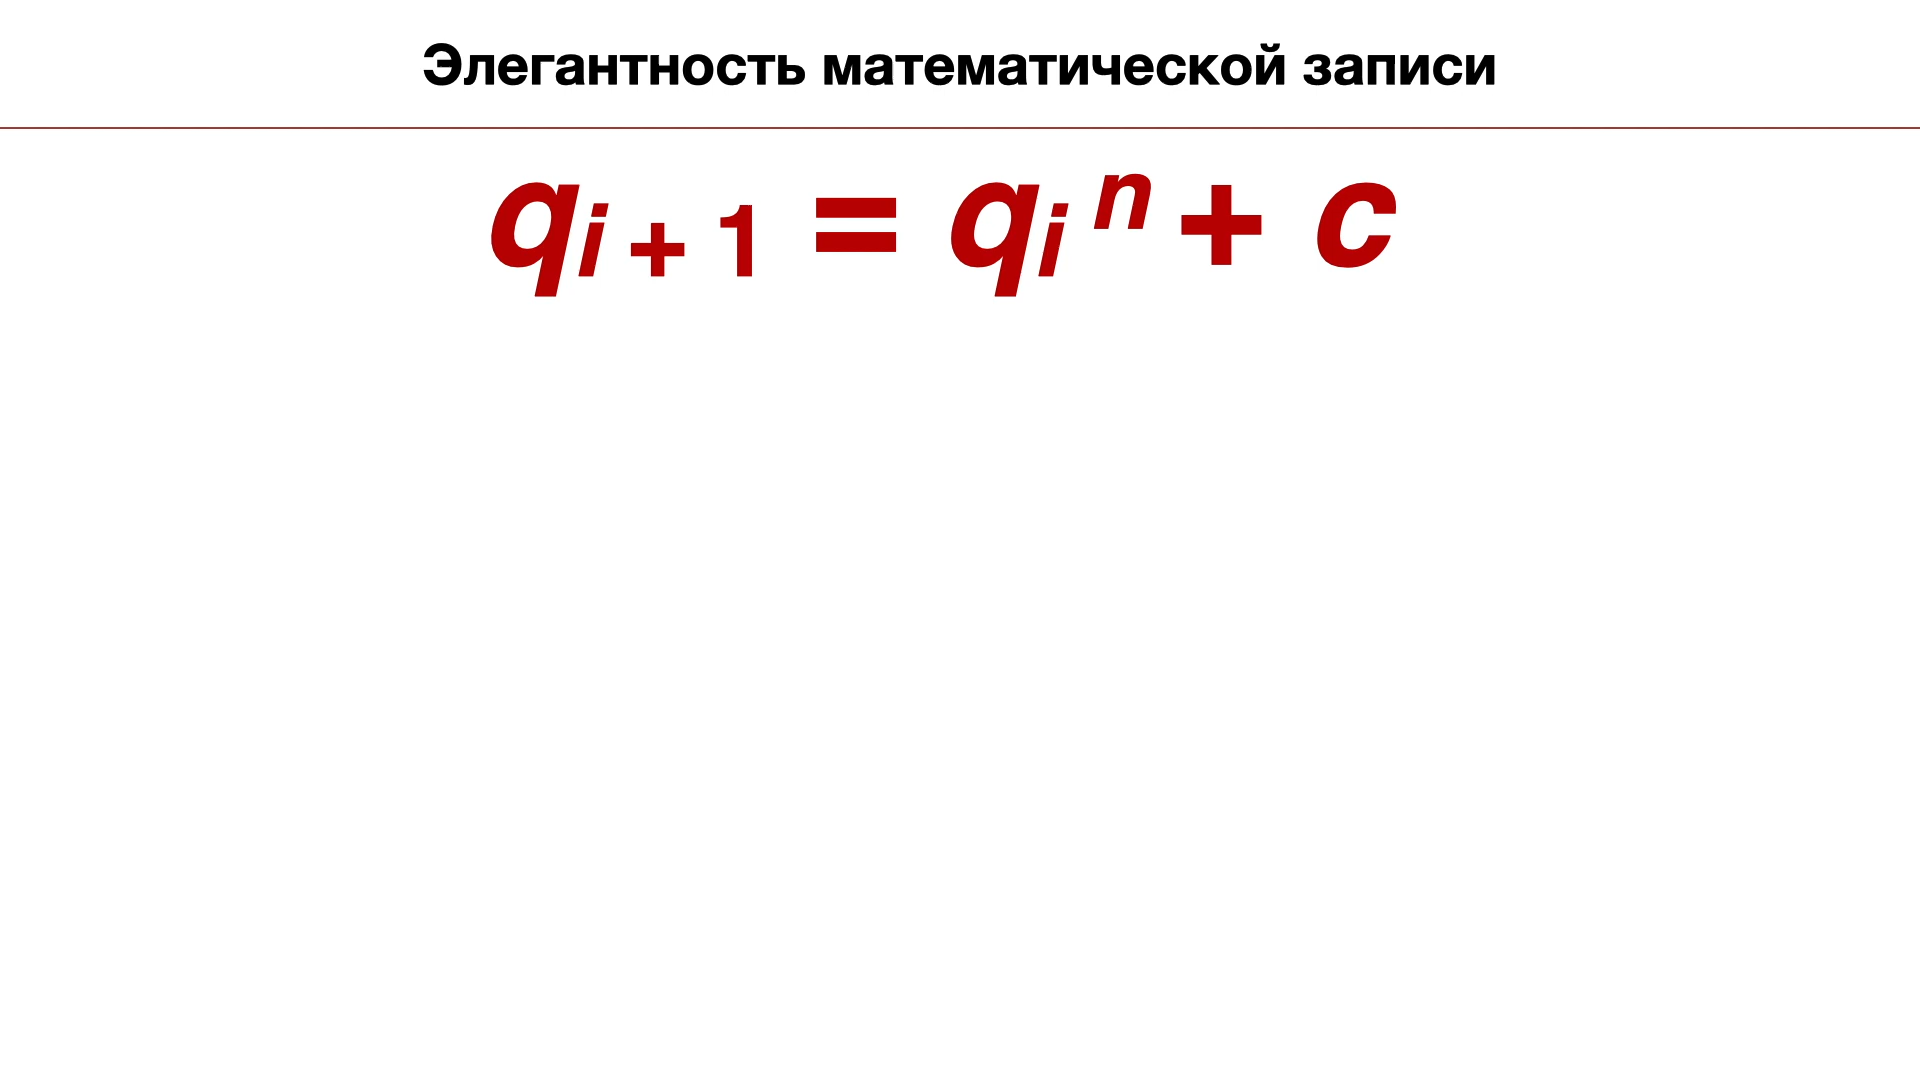 Элегантность математической записи
qᵢ ₊ ₁ = qᵢ ⁿ + c